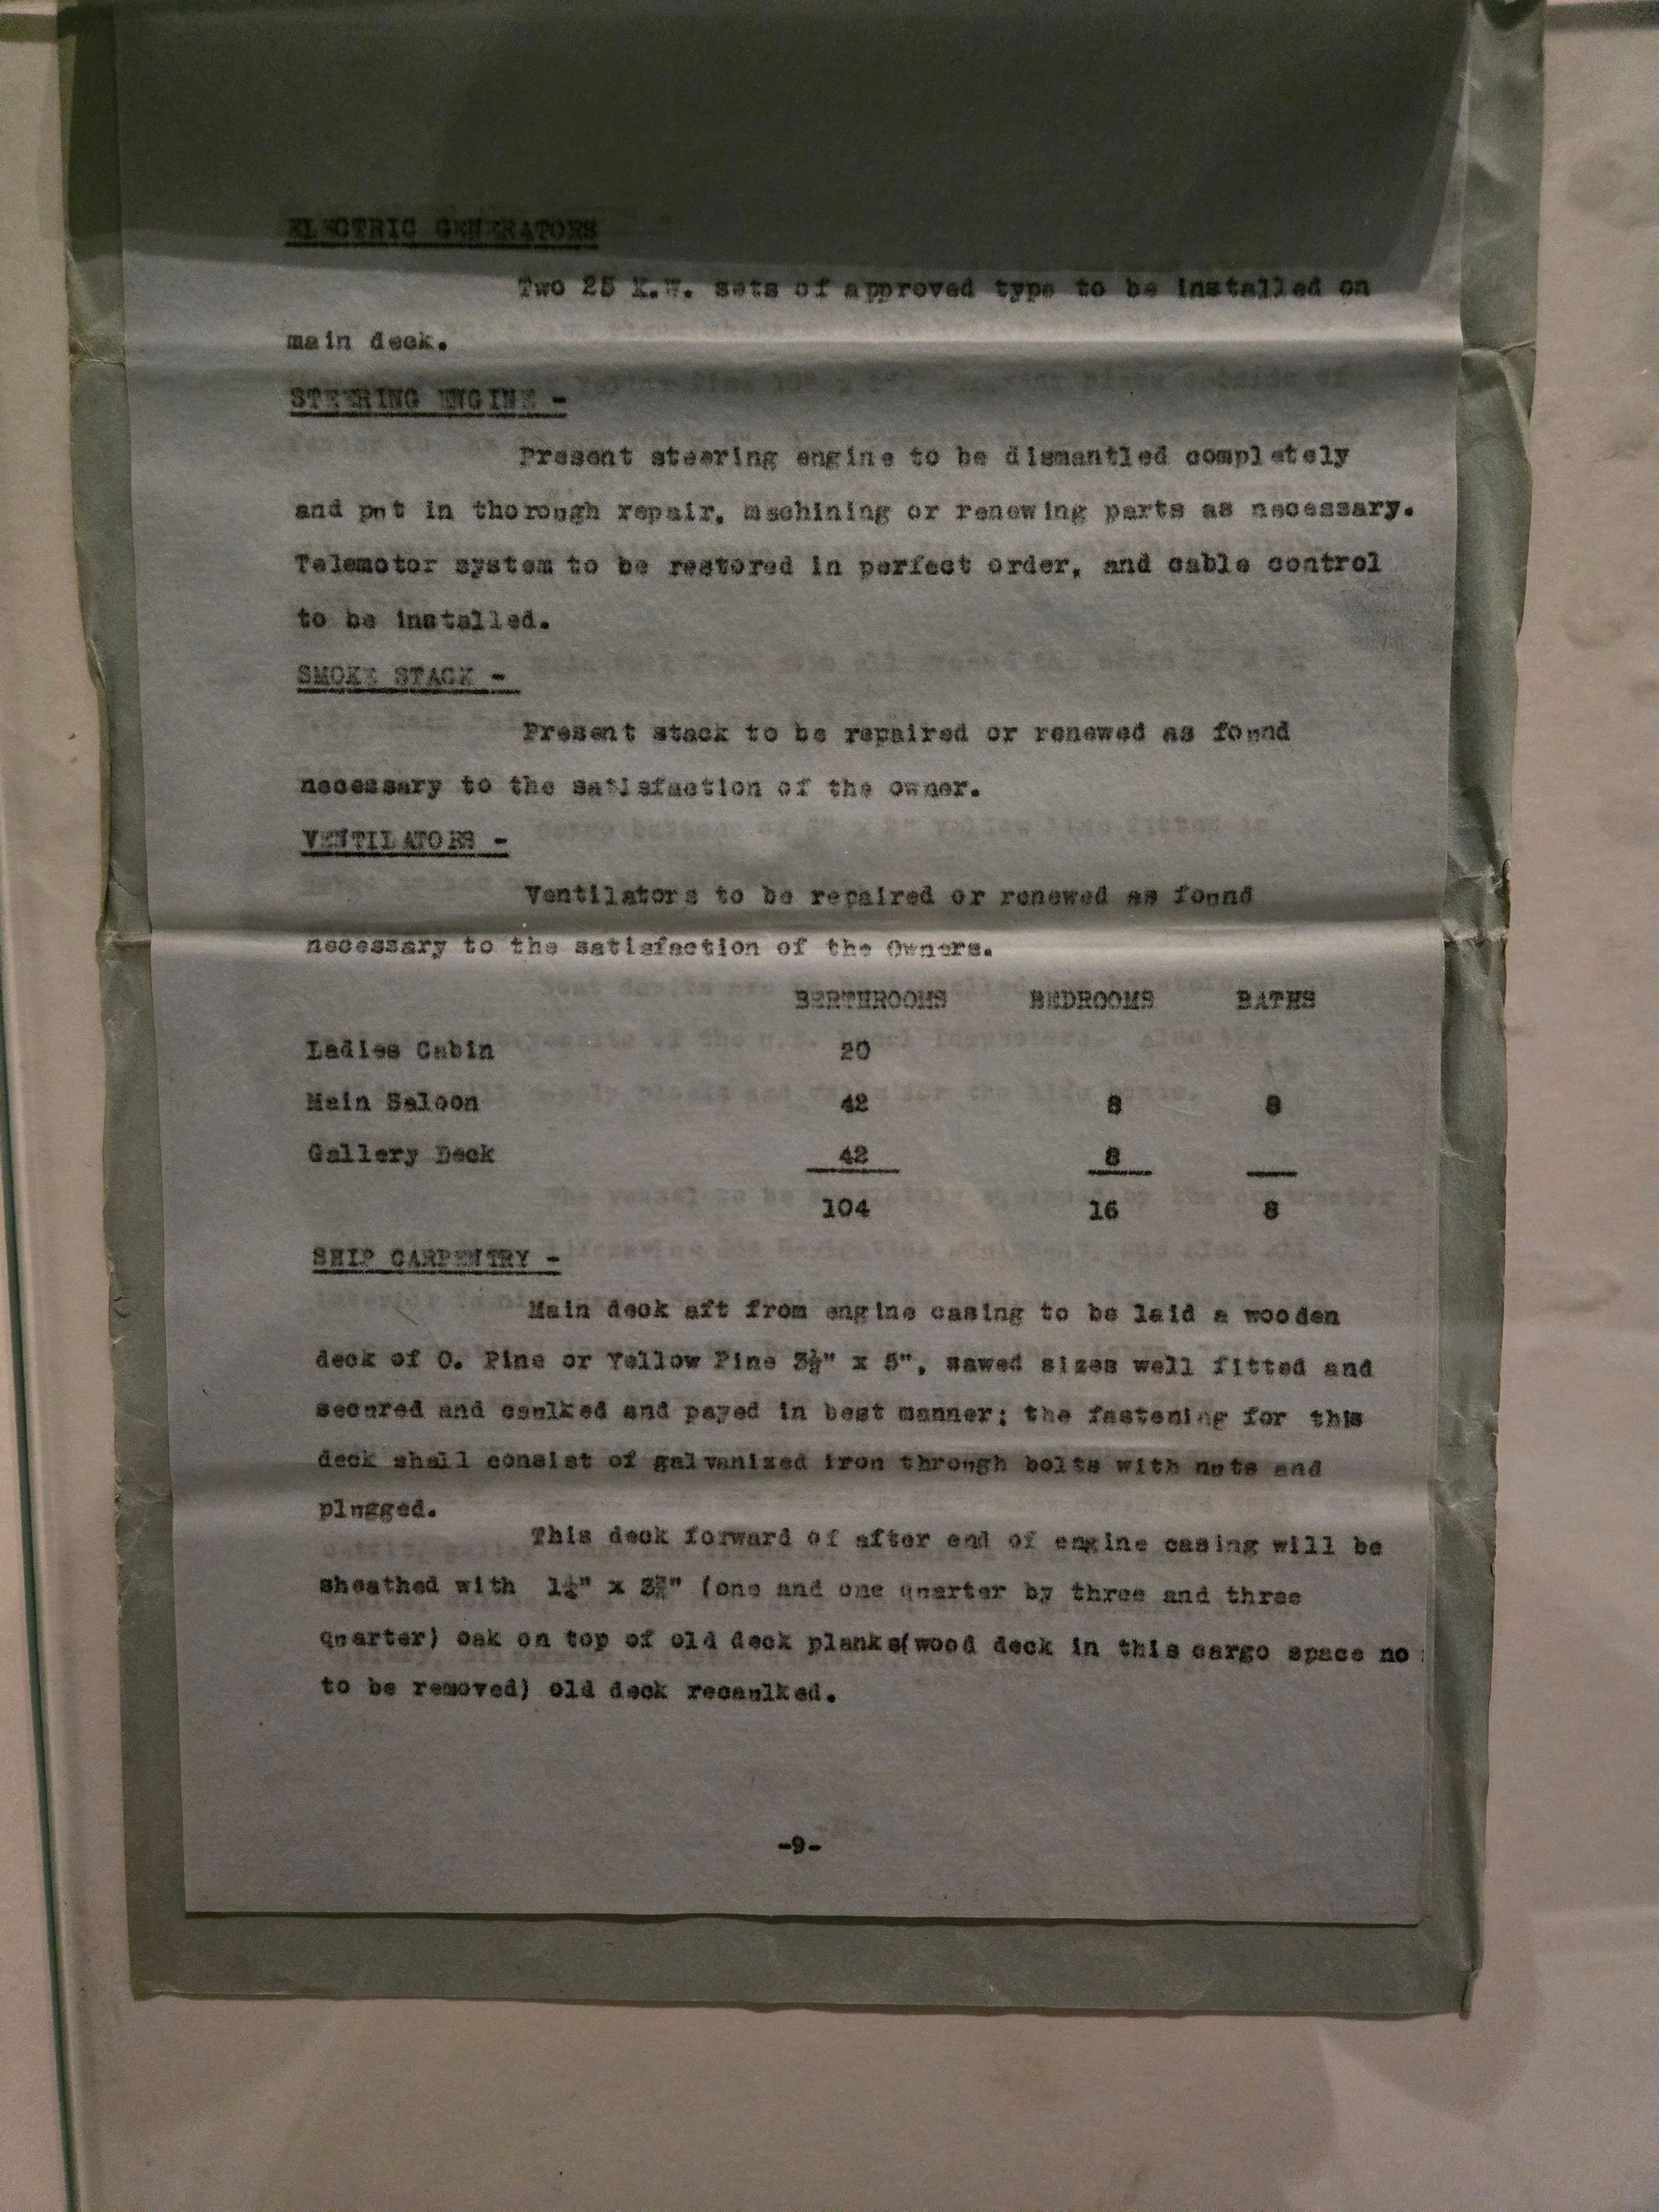 ELECTRIC GENERATORS
Two 25 K.W. sets of approved type to be installed on
main deck.
STEERING ENGINE -
Present steering engine to be dismantled completely
and put in thorough repair, machining or renewing parts as necessary.
Telemotor system to be restored in perfect order, and cable control
to be installed.
SMOKE STACK -
Present stack to be repaired or renewed as found
necessary to the satisfaction of the owner.
VENTILATORS -
Ventilators to be repaired or renewed as found
necessary to the satisfaction of the Owners.
BERTHROOMS BEDROOMS BATHS
Ladies Cabin 20
Main Saloon 42 8 8
Gallery Deck 42 8
104 16 8
SHIP CARPENTRY -
Main deck aft from engine casing to be laid a wooden
deck of O. Pine or Yellow Pine 3½" x 5", sawed sizes well fitted and
secured and caulked and payed in best manner; the fastening for this
deck shall consist of galvanized iron through bolts with nuts and
plugged.
This deck forward of after end of engine casing will be
sheathed with 1¼" x 3¾" (one and one quarter by three and three
quarter) oak on top of old deck planks(wood deck in this cargo space no
to be removed) old deck recaulked.
-9-